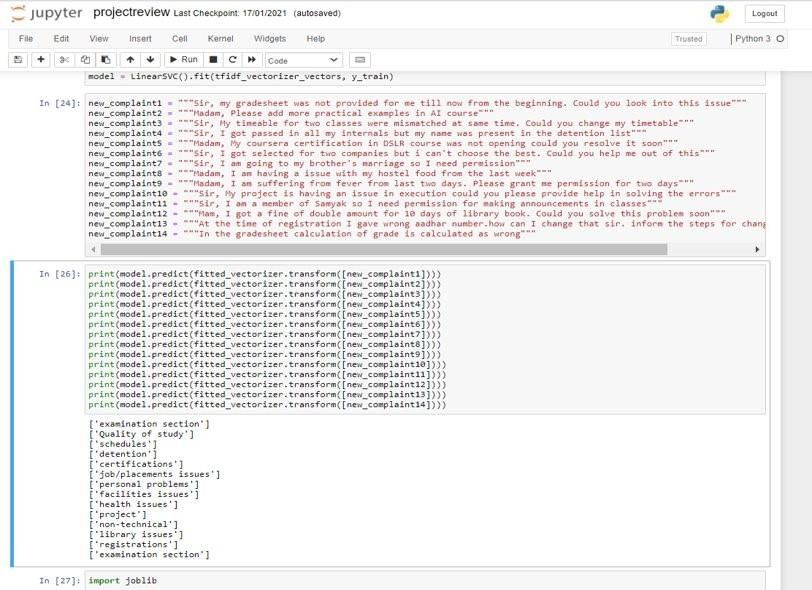 jupyter projectreview Last Checkpoint: 17/01/2021 (autosaved)
Logout
File Edit View Insert Cell Kernel Widgets Help
Trusted
Python 3
Run
Code
model = LinearSVC().fit(tfidf_vectorizer_vectors, y_train)
In [24]:
new_complaint1 = """Sir, my gradesheet was not provided for me till now from the beginning. Could you look into this issue"""
new_complaint2 = """Madam, Please add more practical examples in AI course"""
new_complaint3 = """Sir, My timeable for two classes were mismatched at same time. Could you change my timetable"""
new_complaint4 = """Sir, I got passed in all my internals but my name was present in the detention list"""
new_complaint5 = """Madam, My coursera certification in DSLR course was not opening could you resolve it soon"""
new_complaint6 = """Sir, I got selected for two companies but i can't choose the best. Could you help me out of this"""
new_complaint7 = """Sir, I am going to my brother's marriage so I need permission"""
new_complaint8 = """Madam, I am having a issue with my hostel food from the last week"""
new_complaint9 = """Madam, I am suffering from fever from last two days. Please grant me permission for two days"""
new_complaint10 = """Sir, My project is having an issue in execution could you please provide help in solving the errors"""
new_complaint11 = """Sir, I am a member of Samyak so I need permission for making announcements in classes"""
new_complaint12 = """Mam, I got a fine of double amount for 10 days of library book. Could you solve this problem soon"""
new_complaint13 = """At the time of registration I gave wrong aadhar number.how can I change that sir. inform the steps for chang
new_complaint14 = """In the gradesheet calculation of grade is calculated as wrong"""
In [26]:
print(model.predict(fitted_vectorizer.transform([new_complaint1])))
print(model.predict(fitted_vectorizer.transform([new_complaint2])))
print(model.predict(fitted_vectorizer.transform([new_complaint3])))
print(model.predict(fitted_vectorizer.transform([new_complaint4])))
print(model.predict(fitted_vectorizer.transform([new_complaint5])))
print(model.predict(fitted_vectorizer.transform([new_complaint6])))
print(model.predict(fitted_vectorizer.transform([new_complaint7])))
print(model.predict(fitted_vectorizer.transform([new_complaint8])))
print(model.predict(fitted_vectorizer.transform([new_complaint9])))
print(model.predict(fitted_vectorizer.transform([new_complaint10])))
print(model.predict(fitted_vectorizer.transform([new_complaint11])))
print(model.predict(fitted_vectorizer.transform([new_complaint12])))
print(model.predict(fitted_vectorizer.transform([new_complaint13])))
print(model.predict(fitted_vectorizer.transform([new_complaint14])))
['examination section']
['Quality of study']
['schedules']
['detention']
['certifications']
['job/placements issues']
['personal problems']
['facilities issues']
['health issues']
['project']
['non-technical']
['library issues']
['registrations']
['examination section']
In [27]:
import joblib